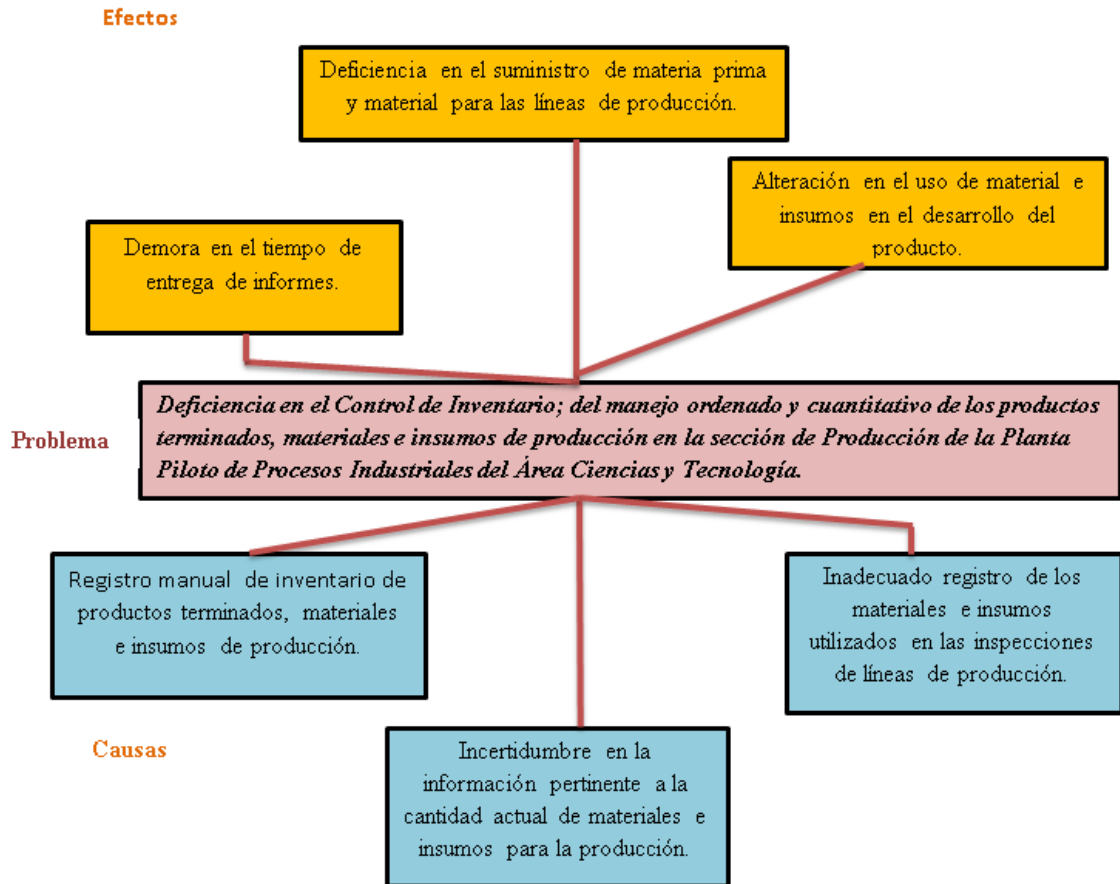 Efectos
Deficiencia en el suministro de materia prima
y material para las líneas de producción.
Alteración en el uso de material e
insumos en el desarrollo del
producto.
Demora en el tiempo de
entrega de informes.
Problema
Deficiencia en el Control de Inventario; del manejo ordenado y cuantitativo de los productos
terminados, materiales e insumos de producción en la sección de Producción de la Planta
Piloto de Procesos Industriales del Área Ciencias y Tecnología.
Registro manual de inventario de
productos terminados, materiales
e insumos de producción.
Inadecuado registro de los
materiales e insumos
utilizados en las inspecciones
de líneas de producción.
Causas
Incertidumbre en la
información pertinente a la
cantidad actual de materiales e
insumos para la producción.